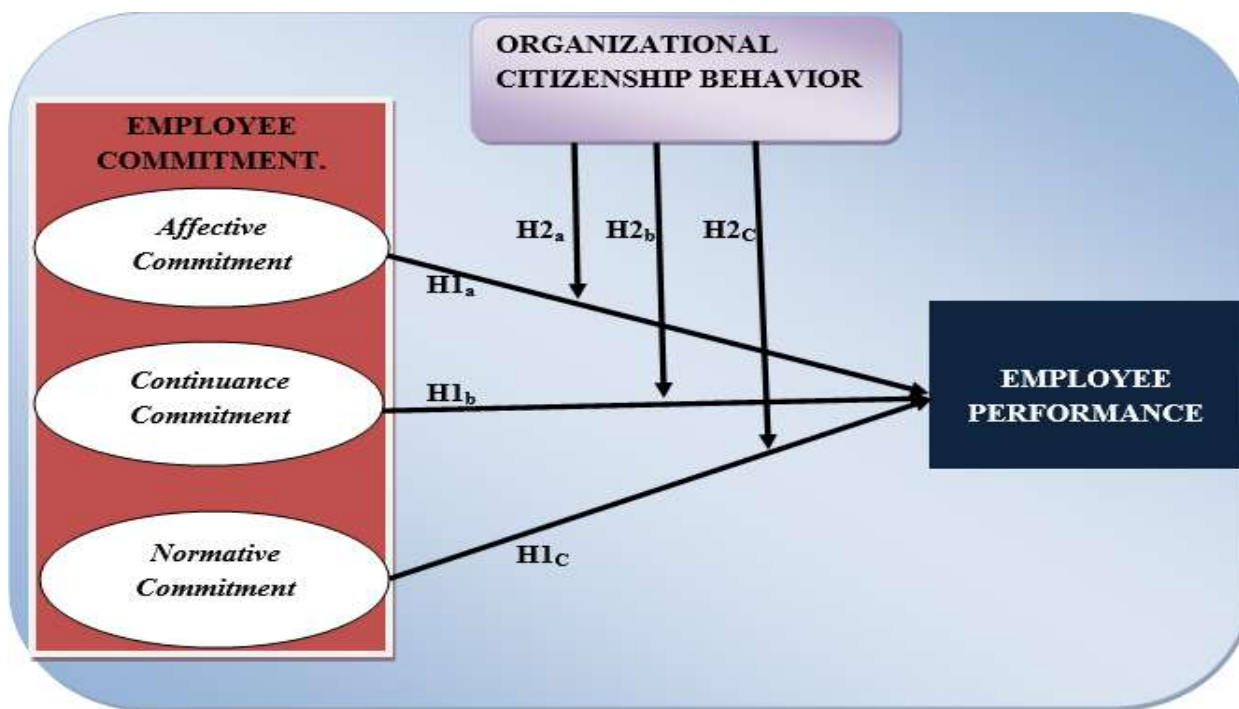 ORGANIZATIONAL
CITIZENSHIP BEHAVIOR
EMPLOYEE
COMMITMENT.
Affective
Commitment
H2a
H2b
H2C
H1a
Continuance
Commitment
H1b
EMPLOYEE
PERFORMANCE
Normative
Commitment
H1C